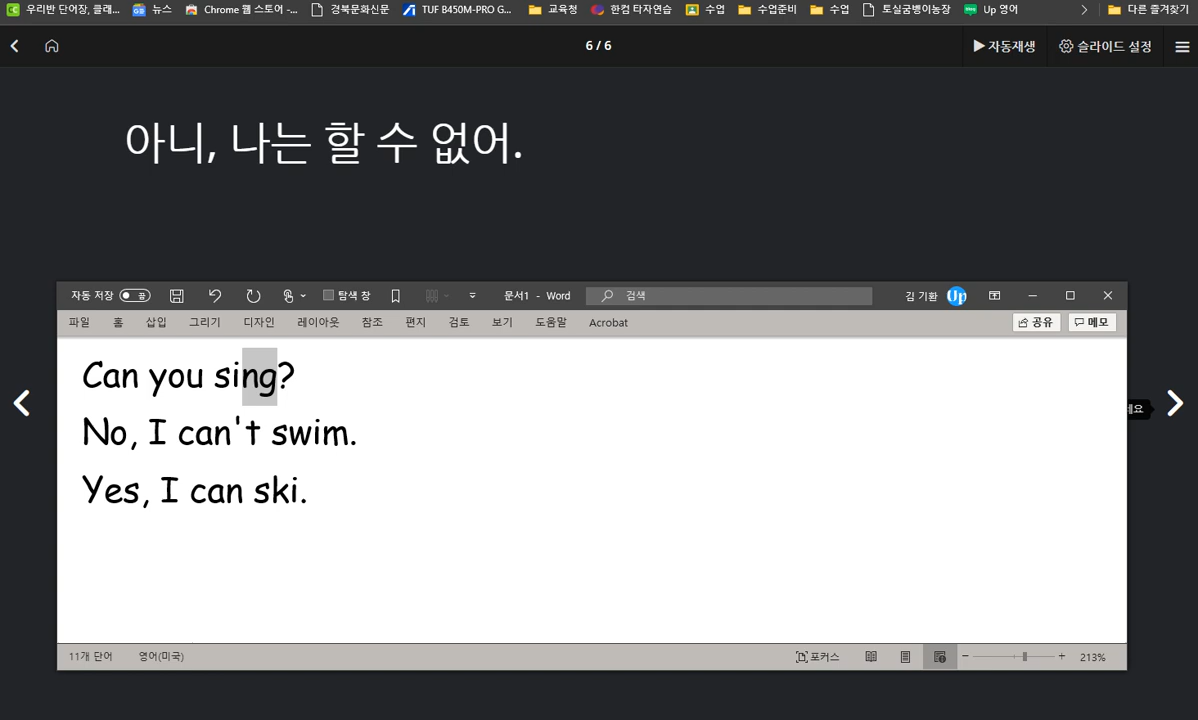 우리반 단어장, 클래... 뉴스 Chrome 웹 스토어 -... 경북문화신문 TUF B450M-PRO G... 교육청 한컴 타자연습 수업 수업준비 수업 토실굼벵이농장 Up 영어 다른 즐겨찾기
6 / 6 자동재생 슬라이드 설정
아니, 나는 할 수 없어.
자동 저장 끔 탐색 창 문서1 - Word 검색 김 기환 Up
파일 홈 삽입 그리기 디자인 레이아웃 참조 편지 검토 보기 도움말 Acrobat 공유 메모
Can you sing?
No, I can't swim.
Yes, I can ski.
11개 단어 영어(미국) 포커스 213%